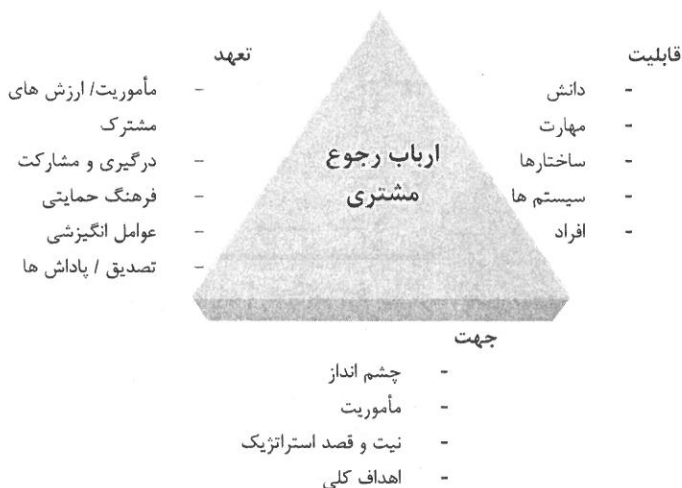 قابلیت
- دانش
- مهارت
- ساختارها
- سیستم ها
- افراد
ارباب رجوع
مشتری
تعهد
- مأموریت/ ارزش های
مشترک
- درگیری و مشارکت
- فرهنگ حمایتی
- عوامل انگیزشی
- تصدیق / پاداش ها
جهت
- چشم انداز
- مأموریت
- نیت و قصد استراتژیک
- اهداف کلی